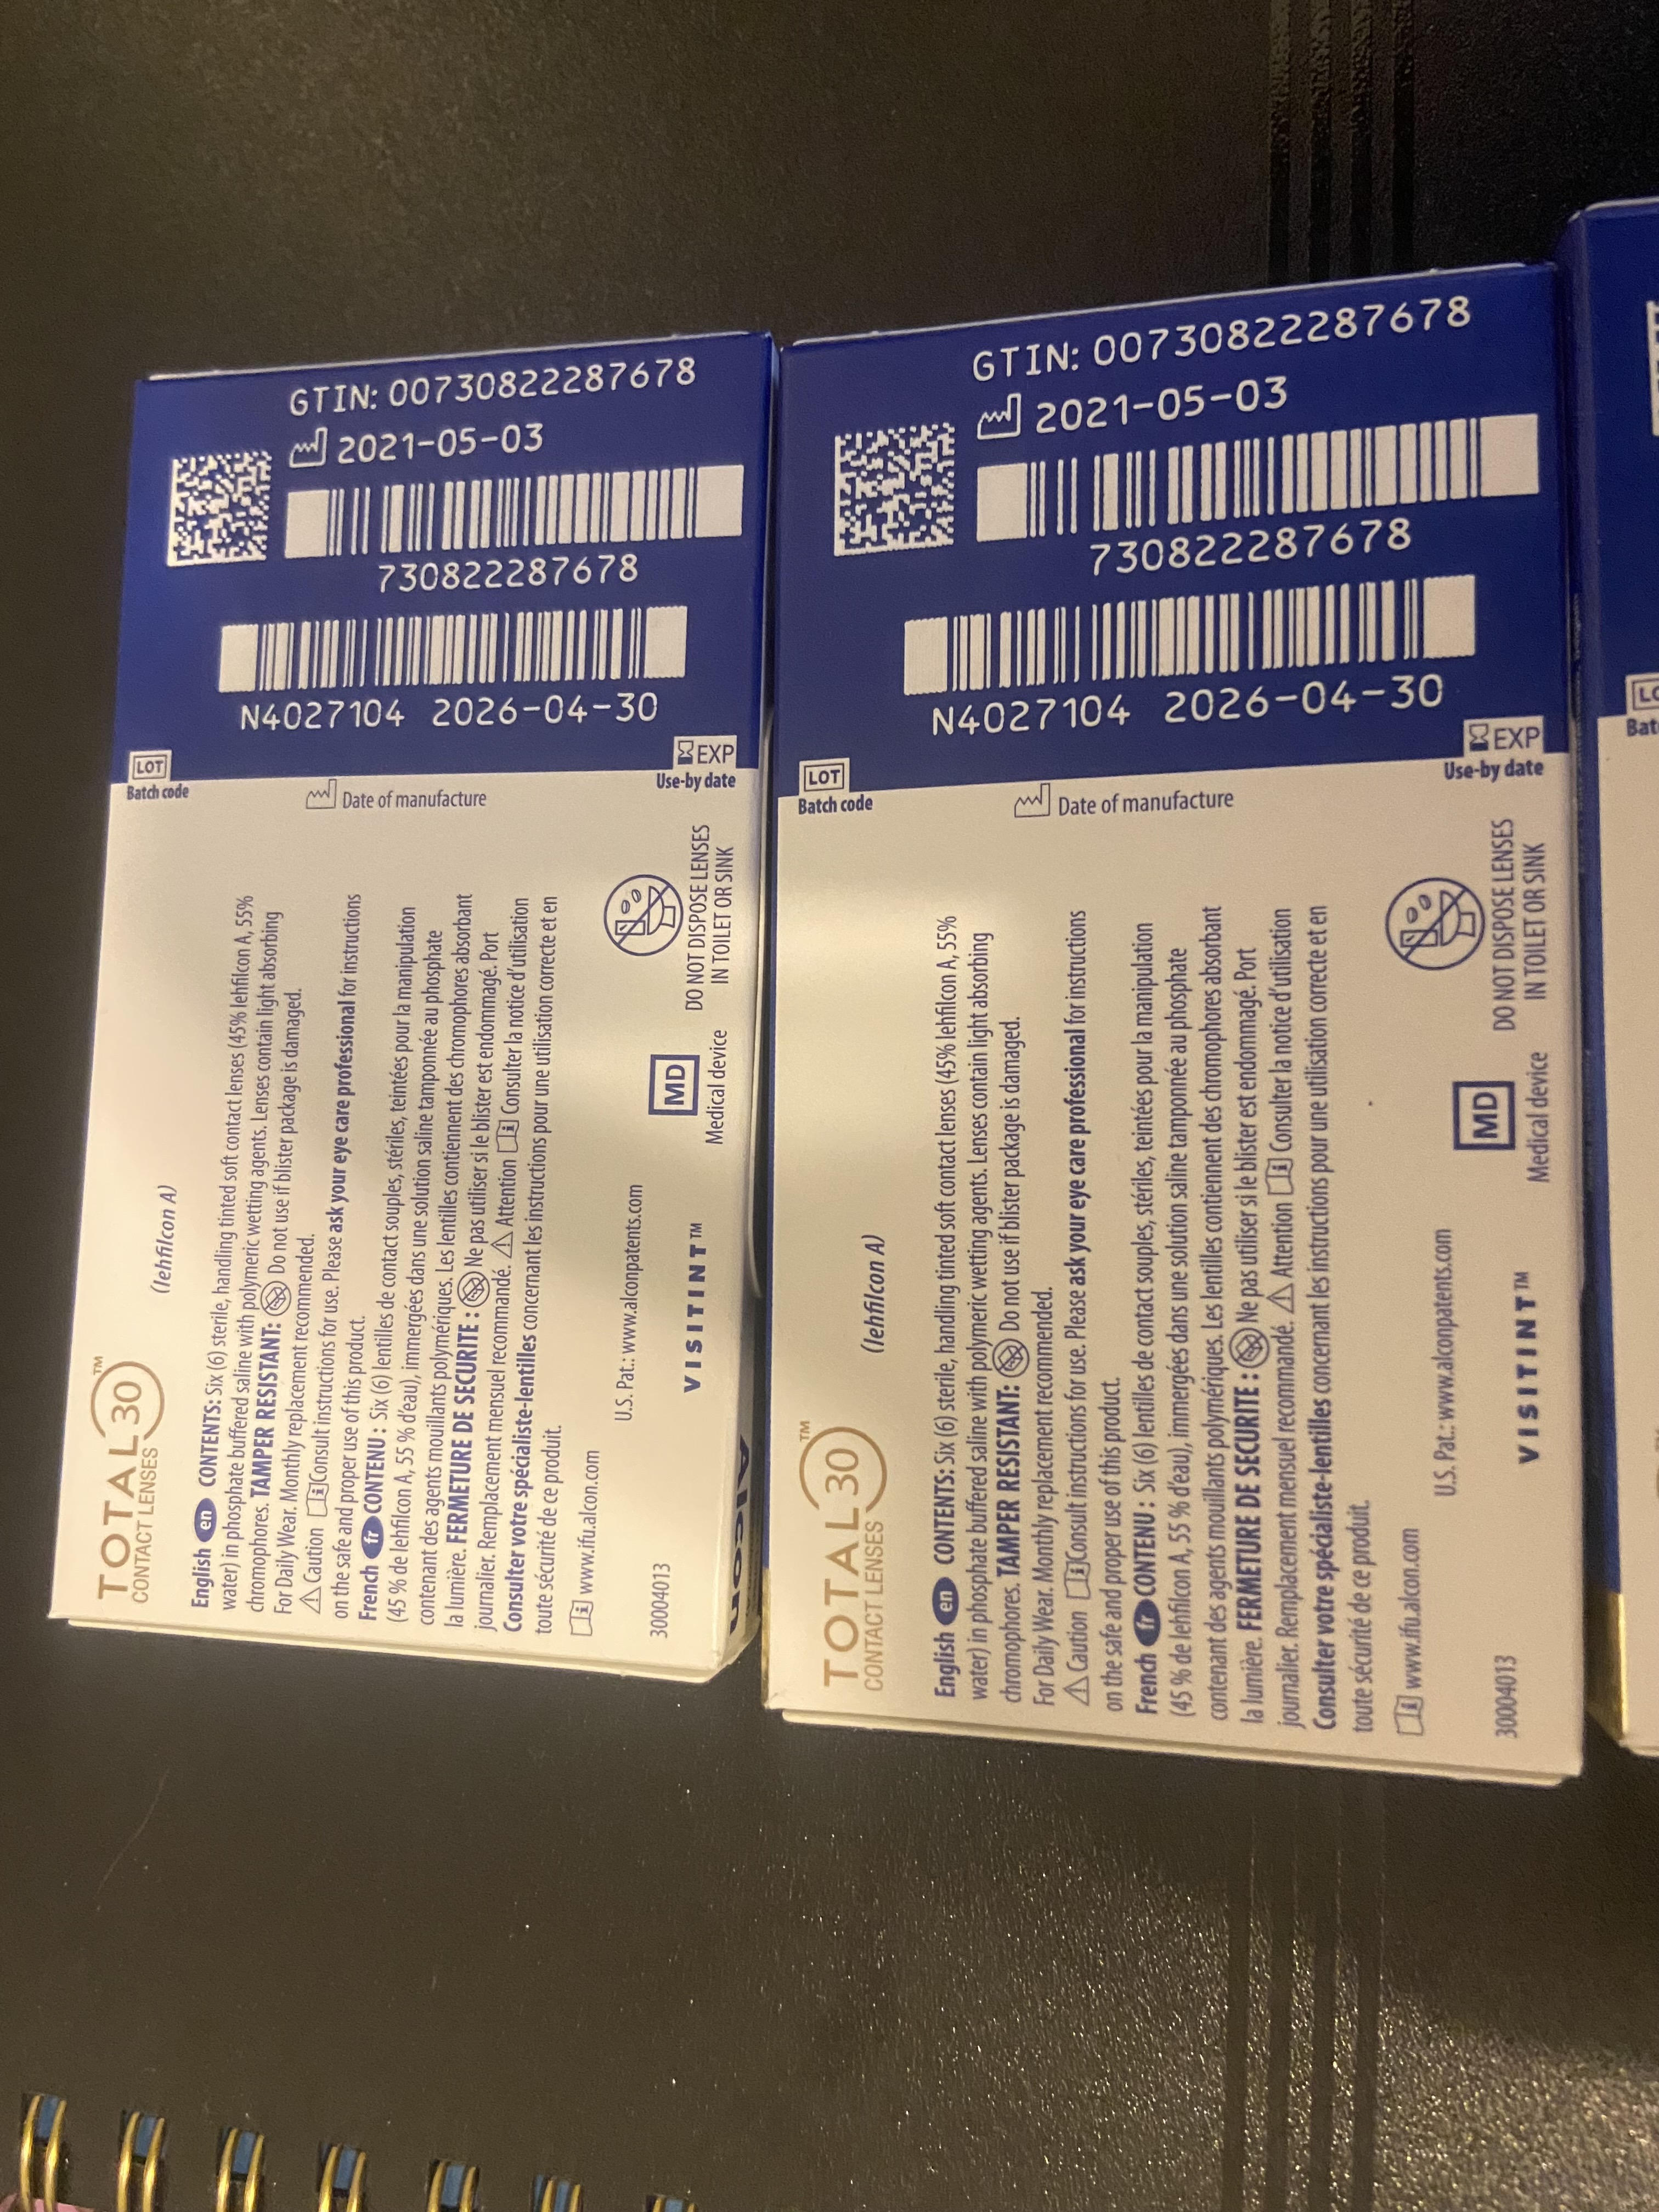 GTIN: 00730822287678
2021-05-03
730822287678
N4027104 2026-04-30
LOT
Batch code
Date of manufacture
EXP
Use-by date
TOTAL30™
CONTACT LENSES
(lehfilcon A)
English en CONTENTS: Six (6) sterile, handling tinted soft contact lenses (45% lehfilcon A, 55%
water) in phosphate buffered saline with polymeric wetting agents. Lenses contain light absorbing
chromophores. TAMPER RESISTANT: Do not use if blister package is damaged.
For Daily Wear. Monthly replacement recommended.
Caution Consult instructions for use. Please ask your eye care professional for instructions
on the safe and proper use of this product.
French fr CONTENU : Six (6) lentilles de contact souples, stériles, teintées pour la manipulation
(45 % de lehfilcon A, 55 % d'eau), immergées dans une solution saline tamponnée au phosphate
contenant des agents mouillants polymériques. Les lentilles contiennent des chromophores absorbant
la lumière. FERMETURE DE SECURITE : Ne pas utiliser si le blister est endommagé. Port
journalier. Remplacement mensuel recommandé. Attention Consulter la notice d'utilisation
Consulter votre spécialiste-lentilles concernant les instructions pour une utilisation correcte et en
toute sécurité de ce produit.
www.ifu.alcon.com
U.S. Pat.: www.alconpatents.com
30004013
VISITINT™
MD
Medical device
DO NOT DISPOSE LENSES
IN TOILET OR SINK
Alcon
GTIN: 00730822287678
2021-05-03
730822287678
N4027104 2026-04-30
LOT
Batch code
Date of manufacture
EXP
Use-by date
TOTAL30™
CONTACT LENSES
(lehfilcon A)
English en CONTENTS: Six (6) sterile, handling tinted soft contact lenses (45% lehfilcon A, 55%
water) in phosphate buffered saline with polymeric wetting agents. Lenses contain light absorbing
chromophores. TAMPER RESISTANT: Do not use if blister package is damaged.
For Daily Wear. Monthly replacement recommended.
Caution Consult instructions for use. Please ask your eye care professional for instructions
on the safe and proper use of this product.
French fr CONTENU : Six (6) lentilles de contact souples, stériles, teintées pour la manipulation
(45 % de lehfilcon A, 55 % d'eau), immergées dans une solution saline tamponnée au phosphate
contenant des agents mouillants polymériques. Les lentilles contiennent des chromophores absorbant
la lumière. FERMETURE DE SECURITE : Ne pas utiliser si le blister est endommagé. Port
journalier. Remplacement mensuel recommandé. Attention Consulter la notice d'utilisation
Consulter votre spécialiste-lentilles concernant les instructions pour une utilisation correcte et en
toute sécurité de ce produit.
www.ifu.alcon.com
U.S. Pat.: www.alconpatents.com
30004013
VISITINT™
MD
Medical device
DO NOT DISPOSE LENSES
IN TOILET OR SINK